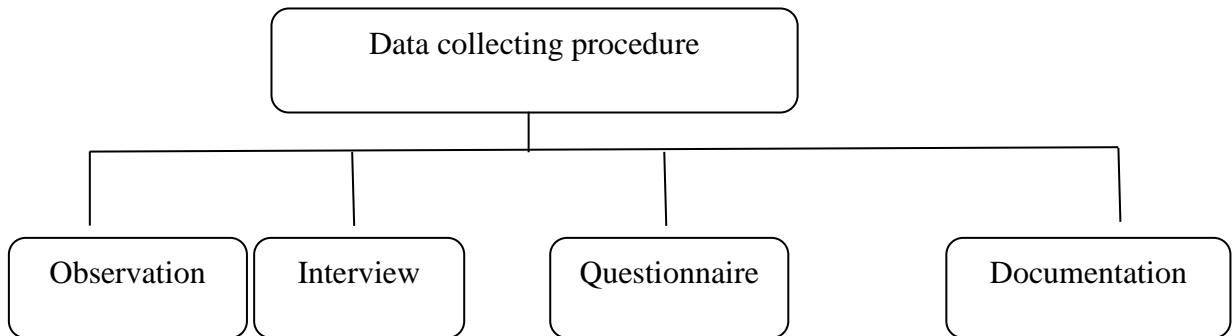 Data collecting procedure
Observation
Interview
Questionnaire
Documentation